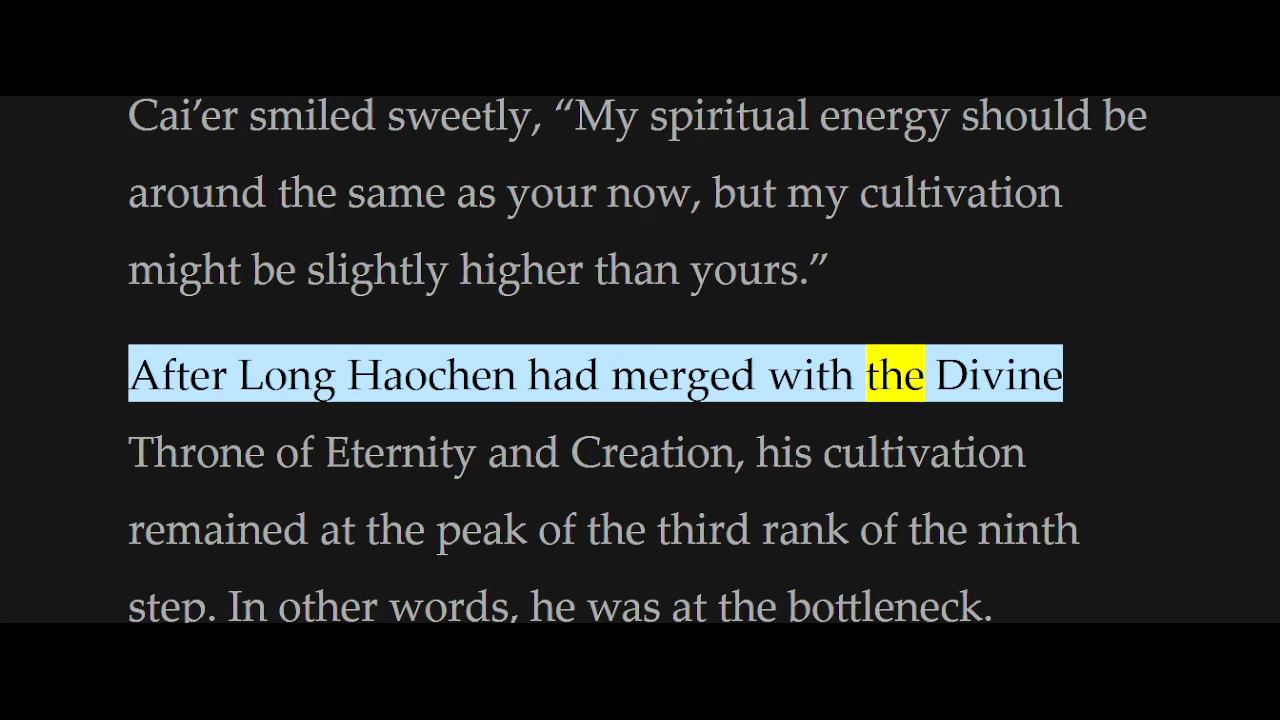 Cai’er smiled sweetly, “My spiritual energy should be
around the same as your now, but my cultivation
might be slightly higher than yours.”
After Long Haochen had merged with the Divine
Throne of Eternity and Creation, his cultivation
remained at the peak of the third rank of the ninth
step. In other words, he was at the bottleneck.